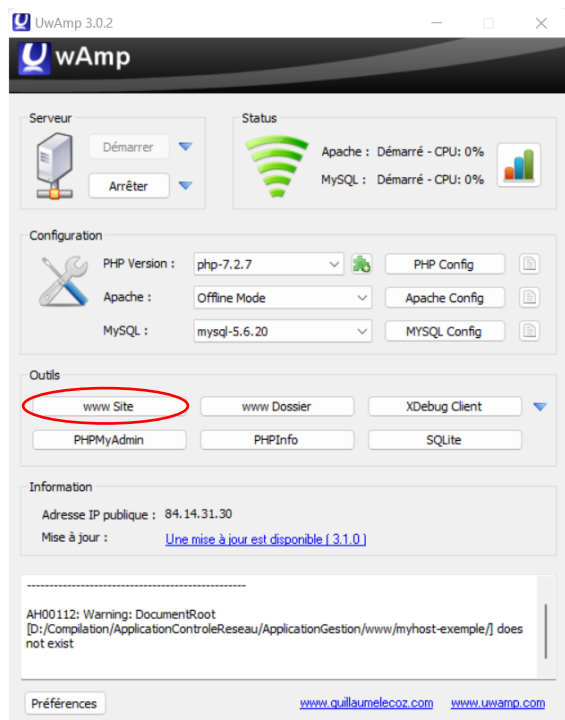 UwAmp 3.0.2
UwAmp
Serveur
Status
Démarrer
Apache : Démarré - CPU: 0%
Arrêter
MySQL : Démarré - CPU: 0%
Configuration
PHP Version : php-7.2.7 PHP Config
Apache : Offline Mode Apache Config
MySQL : mysql-5.6.20 MYSQL Config
Outils
www Site www Dossier XDebug Client
PHPMyAdmin PHPInfo SQLite
Information
Adresse IP publique : 84.14.31.30
Mise à jour : Une mise à jour est disponible ( 3.1.0 )
--------------------------------------------------
AH00112: Warning: DocumentRoot
[D:/Compilation/ApplicationControleReseau/ApplicationGestion/www/myhost-exemple/] does
not exist
Préférences www.guillaumelecoz.com www.uwamp.com